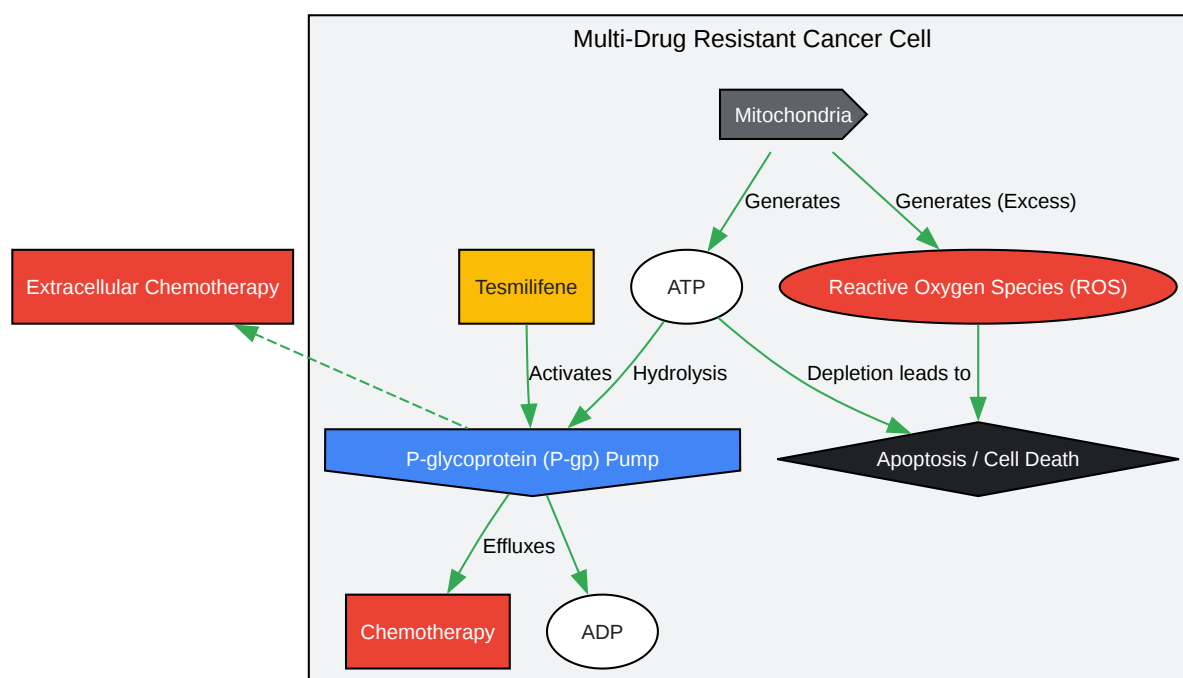 Multi-Drug Resistant Cancer Cell
Mitochondria
Generates
Generates (Excess)
Extracellular Chemotherapy
Tesmilifene
ATP
Reactive Oxygen Species (ROS)
Activates
Hydrolysis
Depletion leads to
P-glycoprotein (P-gp) Pump
Apoptosis / Cell Death
Effluxes
Chemotherapy
ADP